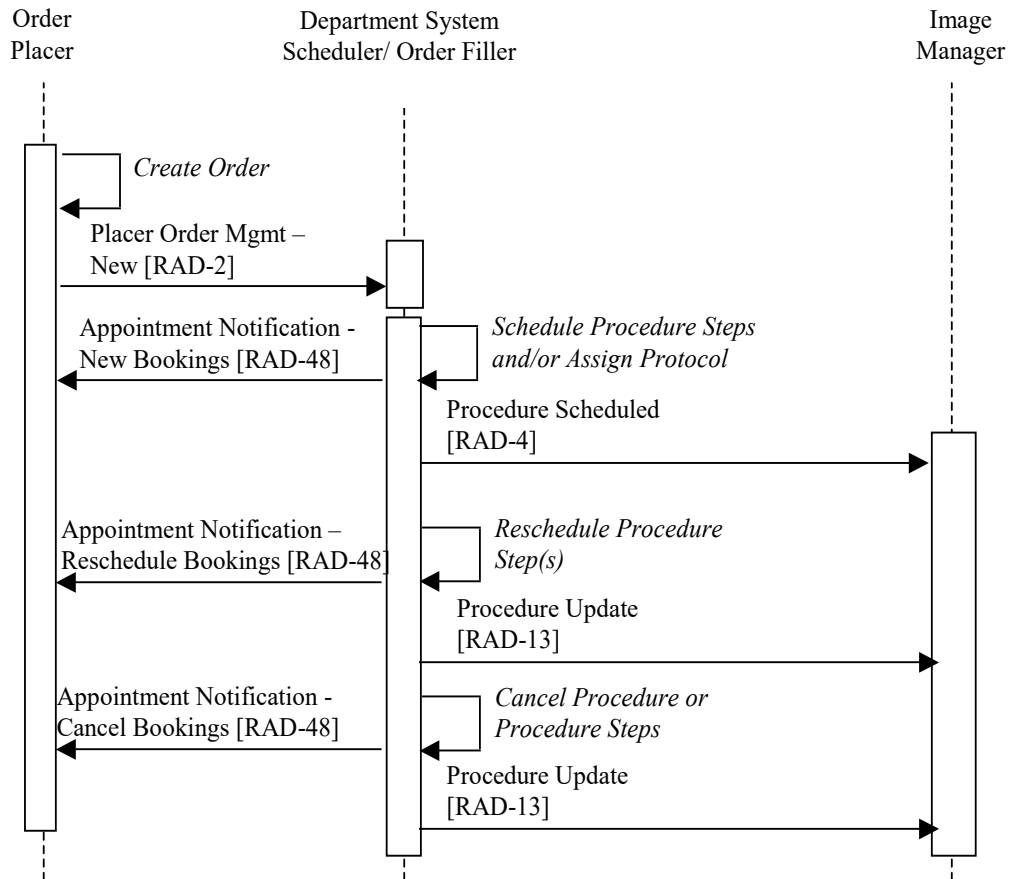 Order
Placer
Department System
Scheduler/ Order Filler
Image
Manager
Create Order
Placer Order Mgmt –
New [RAD-2]
Appointment Notification -
New Bookings [RAD-48]
Schedule Procedure Steps
and/or Assign Protocol
Procedure Scheduled
[RAD-4]
Appointment Notification –
Reschedule Bookings [RAD-48]
Reschedule Procedure
Step(s)
Procedure Update
[RAD-13]
Appointment Notification -
Cancel Bookings [RAD-48]
Cancel Procedure or
Procedure Steps
Procedure Update
[RAD-13]